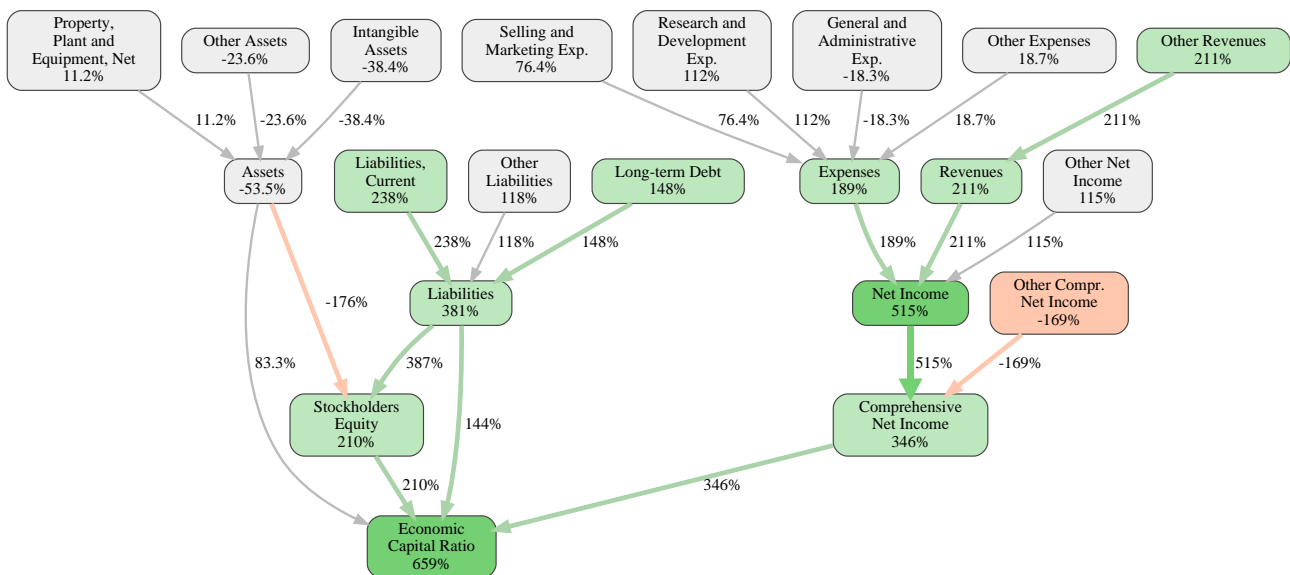 Property,
Plant and
Equipment, Net
11.2%
Other Assets
-23.6%
Intangible
Assets
-38.4%
Selling and
Marketing Exp.
76.4%
Research and
Development
Exp.
112%
General and
Administrative
Exp.
-18.3%
Other Expenses
18.7%
Other Revenues
211%
11.2%
-23.6%
-38.4%
76.4%
112%
-18.3%
18.7%
211%
Assets
-53.5%
Liabilities,
Current
238%
Other
Liabilities
118%
Long-term Debt
148%
Expenses
189%
Revenues
211%
Other Net
Income
115%
238%
118%
148%
189%
211%
115%
Liabilities
381%
Net Income
515%
Other Compr.
Net Income
-169%
-176%
83.3%
387%
515%
-169%
Stockholders
Equity
210%
144%
Comprehensive
Net Income
346%
210%
346%
Economic
Capital Ratio
659%